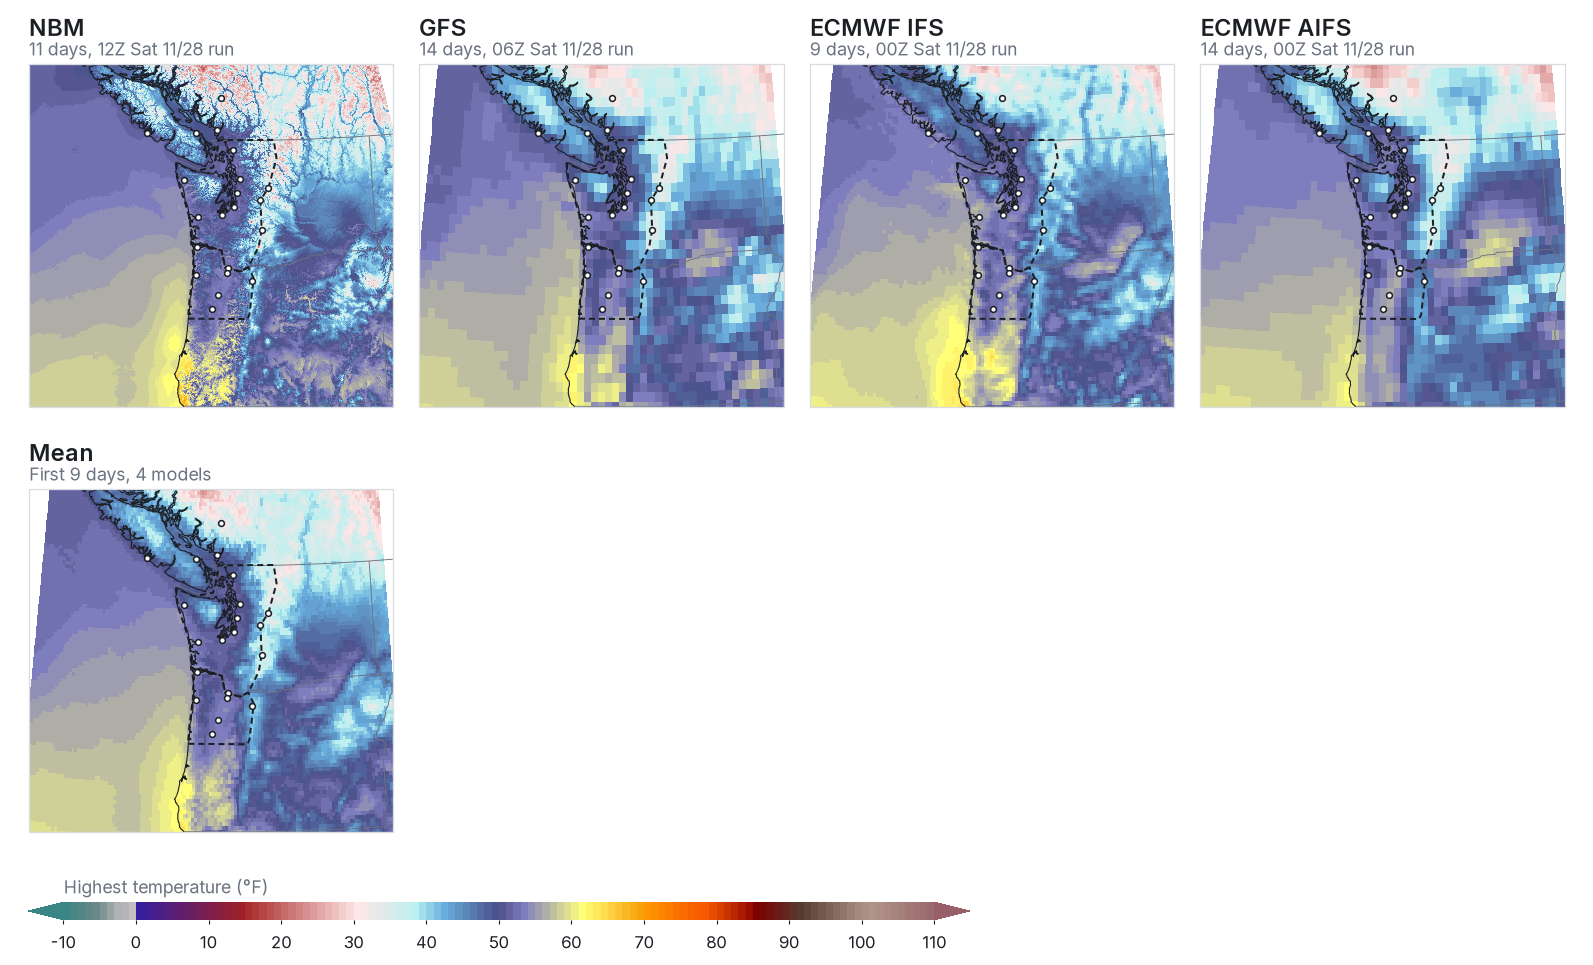 NBM
11 days, 12Z Sat 11/28 run
GFS
14 days, 06Z Sat 11/28 run
ECMWF IFS
9 days, 00Z Sat 11/28 run
ECMWF AIFS
14 days, 00Z Sat 11/28 run
Mean
First 9 days, 4 models
Highest temperature (°F)
-10 0 10 20 30 40 50 60 70 80 90 100 110